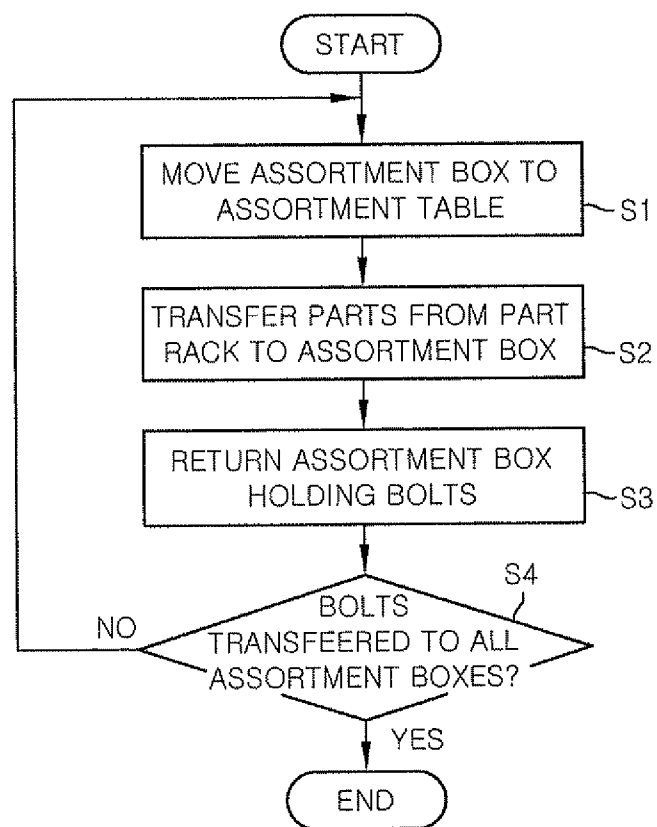 START
MOVE ASSORTMENT BOX TO
ASSORTMENT TABLE
S1
TRANSFER PARTS FROM PART
RACK TO ASSORTMENT BOX
S2
RETURN ASSORTMENT BOX
HOLDING BOLTS
S3
S4
BOLTS
TRANSFEERED TO ALL
ASSORTMENT BOXES?
NO
YES
END